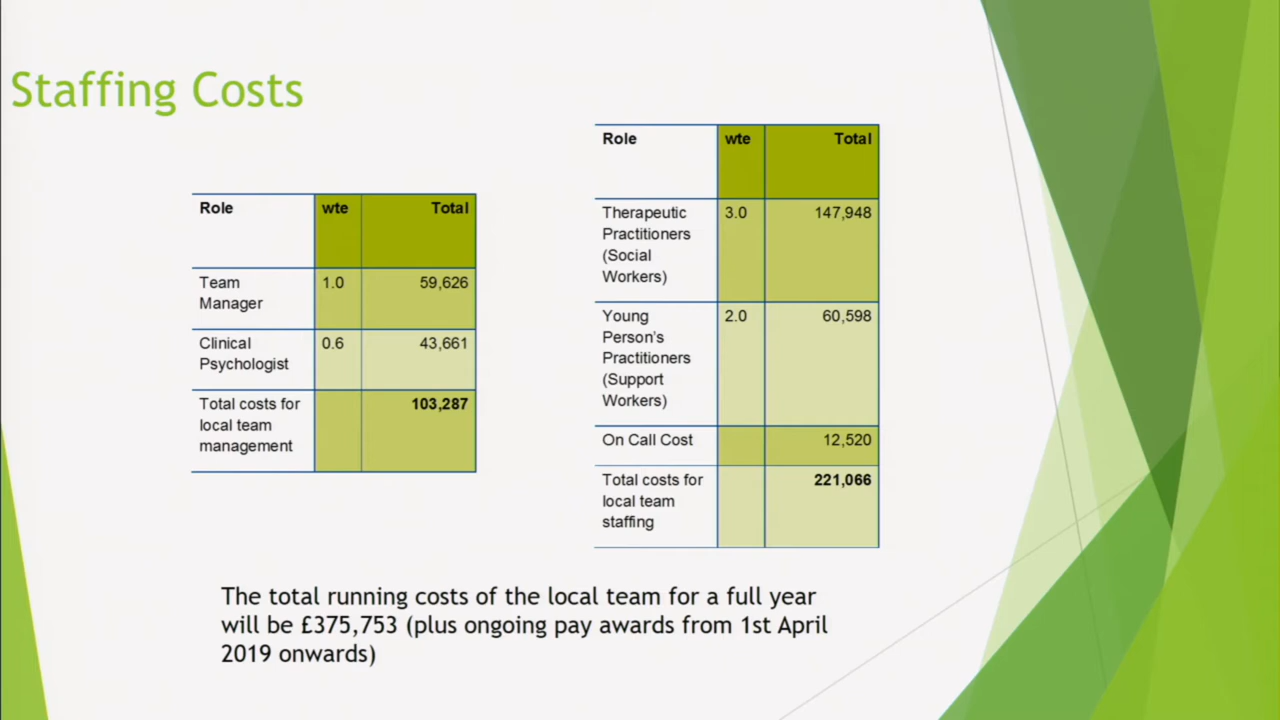 Staffing Costs
Role wte Total
Team 1.0 59,626
Manager
Clinical 0.6 43,661
Psychologist
Total costs for 103,287
local team
management
Role wte Total
Therapeutic 3.0 147,948
Practitioners
(Social
Workers)
Young 2.0 60,598
Person's
Practitioners
(Support
Workers)
On Call Cost 12,520
Total costs for 221,066
local team
staffing
The total running costs of the local team for a full year
will be £375,753 (plus ongoing pay awards from 1st April
2019 onwards)